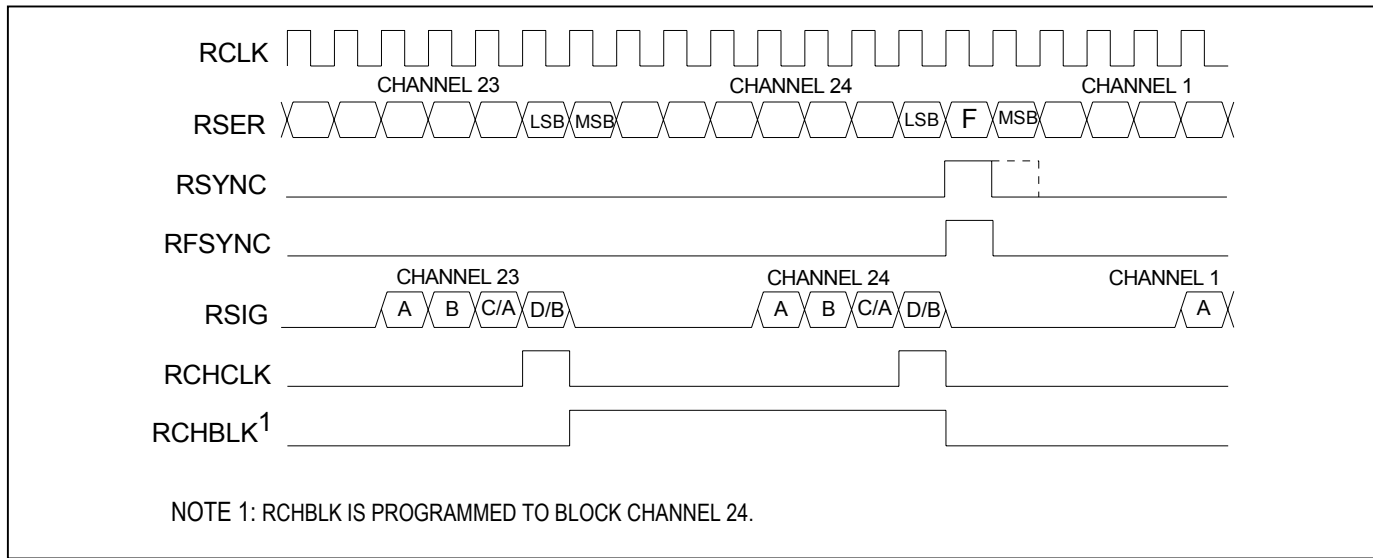 RCLK
CHANNEL 23 CHANNEL 24 CHANNEL 1
RSER LSB MSB LSB F MSB
RSYNC
RFSYNC
CHANNEL 23 CHANNEL 24 CHANNEL 1
RSIG A B C/A D/B A B C/A D/B A
RCHCLK
RCHBLK1
NOTE 1: RCHBLK IS PROGRAMMED TO BLOCK CHANNEL 24.